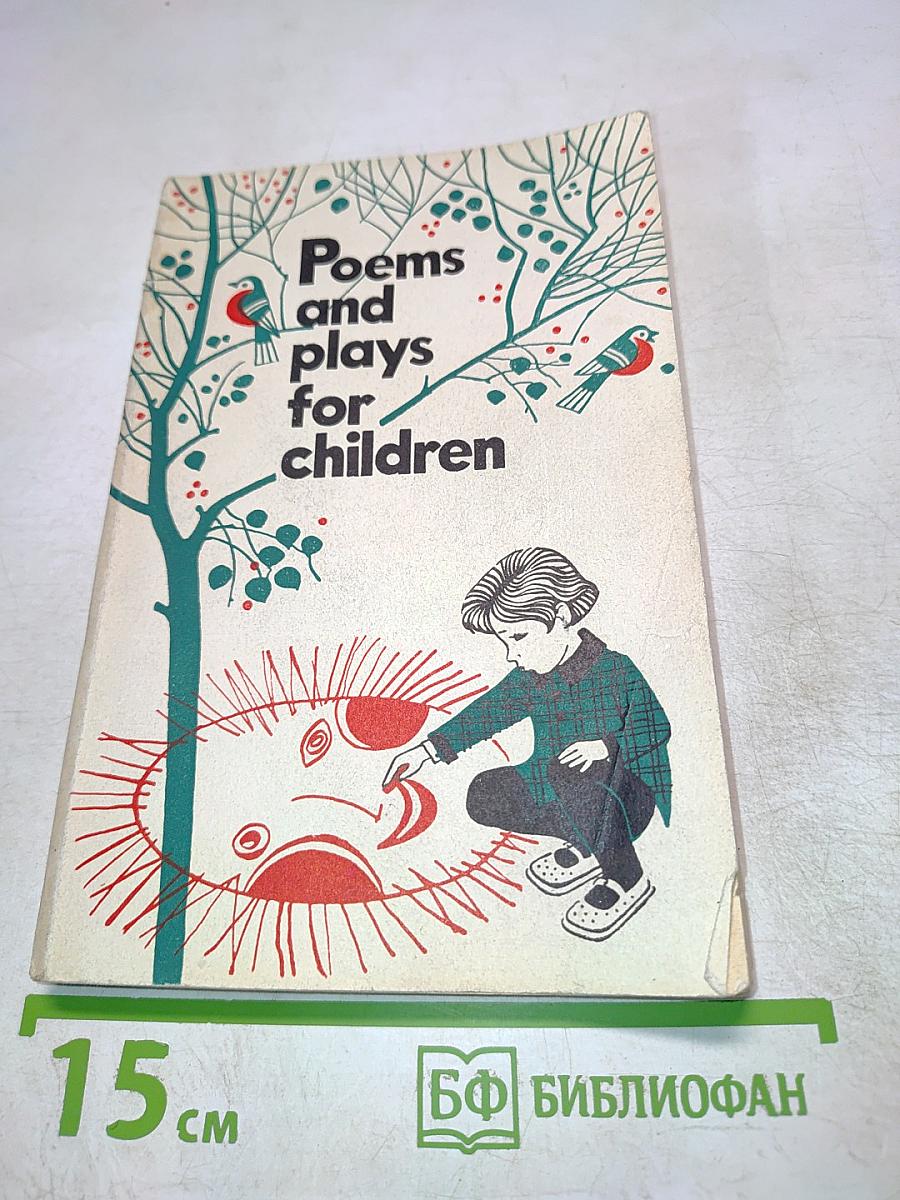 Poems
and
plays
for
children
15 см
БФ БИБЛИОФАН